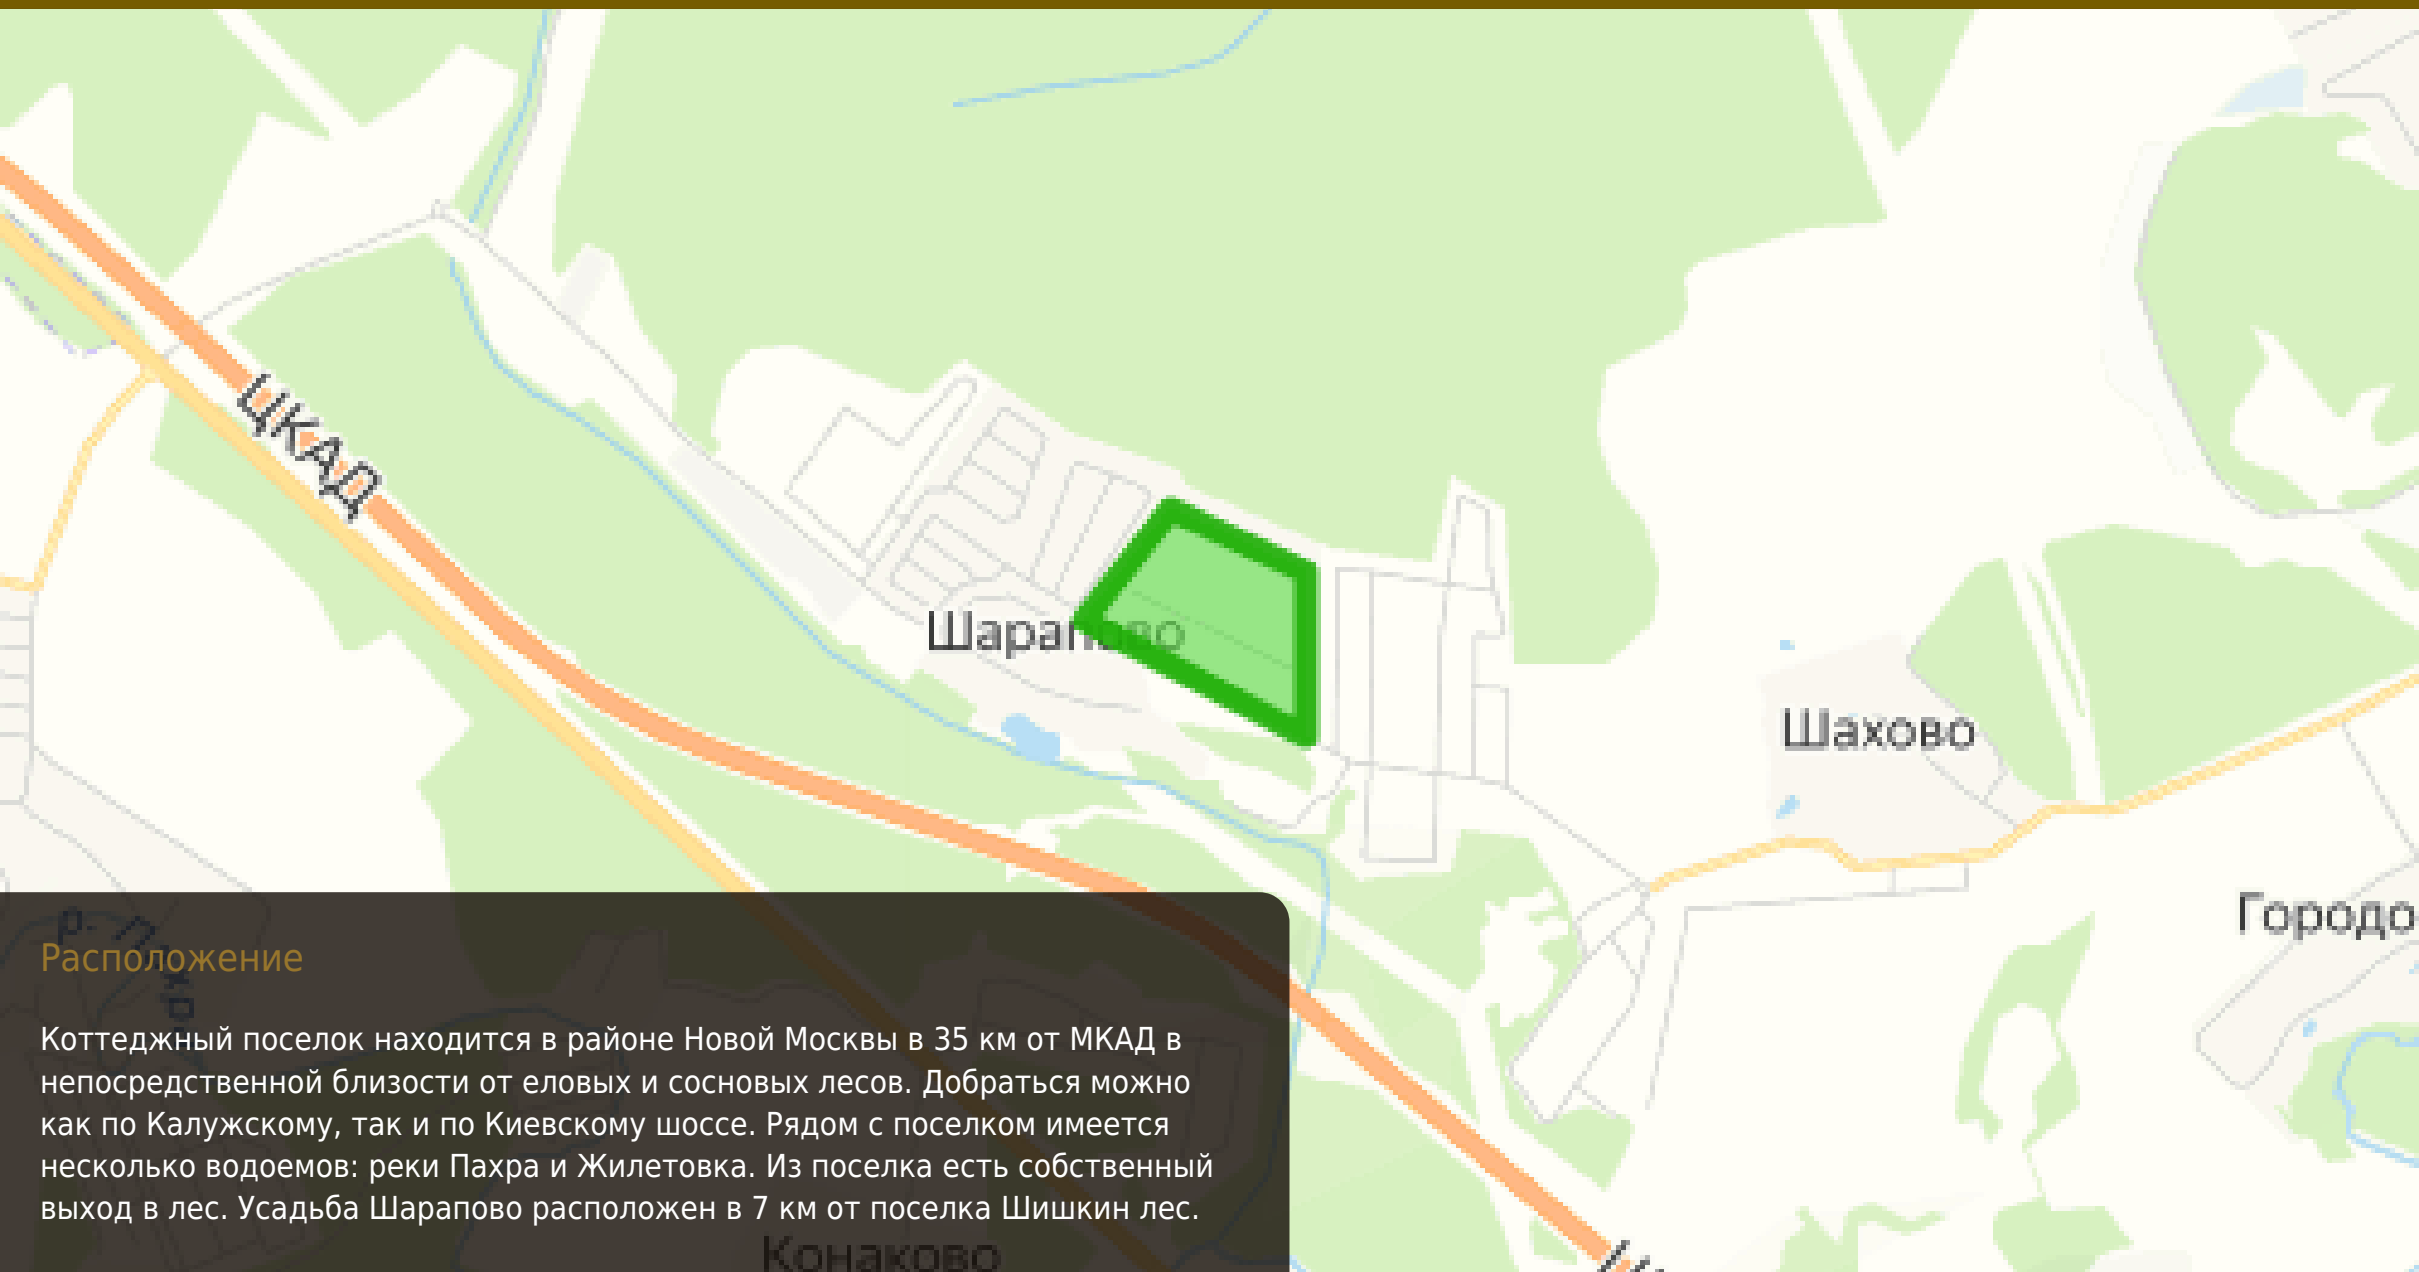 ЦКАД
Шарапово
Шахово
Расположение
Коттеджный поселок находится в районе Новой Москвы в 35 км от МКАД в
непосредственной близости от еловых и сосновых лесов. Добраться можно
как по Калужскому, так и по Киевскому шоссе. Рядом с поселком имеется
несколько водоемов: реки Пахра и Жилетовка. Из поселка есть собственный
выход в лес. Усадьба Шарапово расположен в 7 км от поселка Шишкин лес.
Городо
Конаково